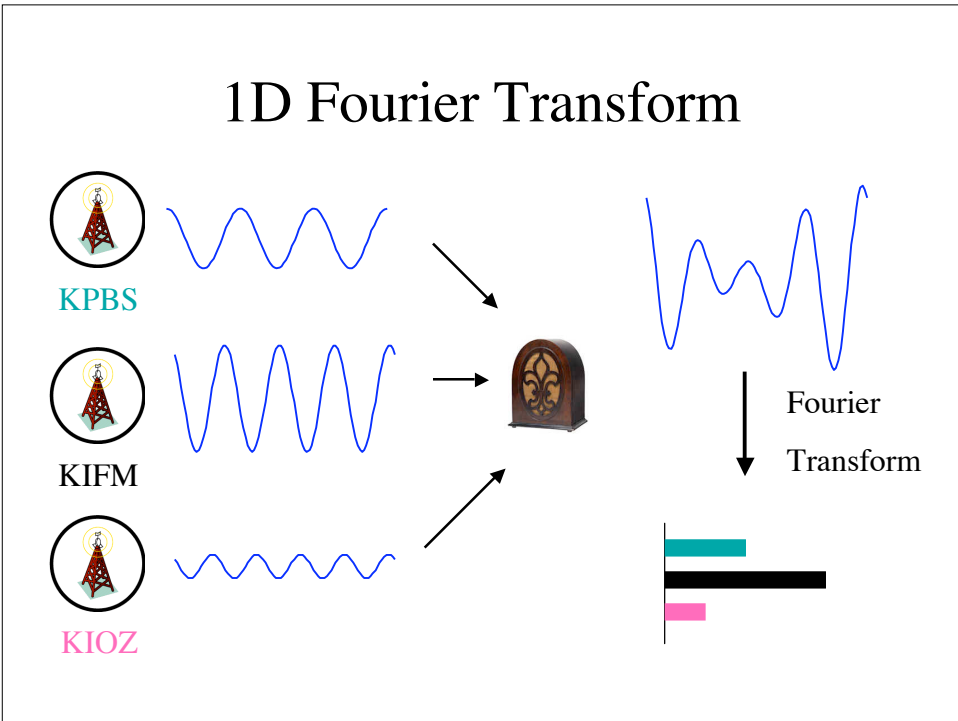 1D Fourier Transform
KPBS
KIFM
KIOZ
Fourier
Transform